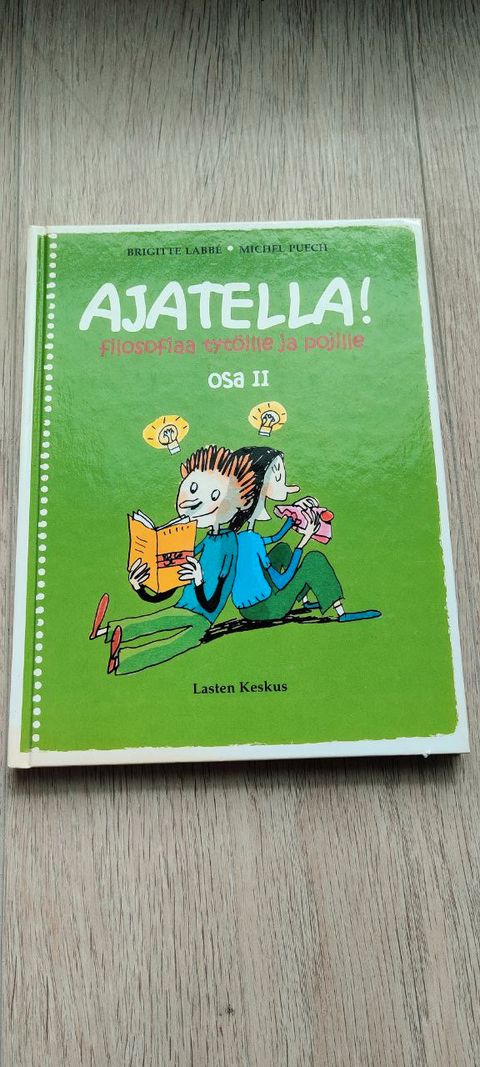 BRIGITTE LABBÉ • MICHEL PUECH
AJATELLA!
filosofiaa tytöille ja pojille
osa II
Lasten Keskus